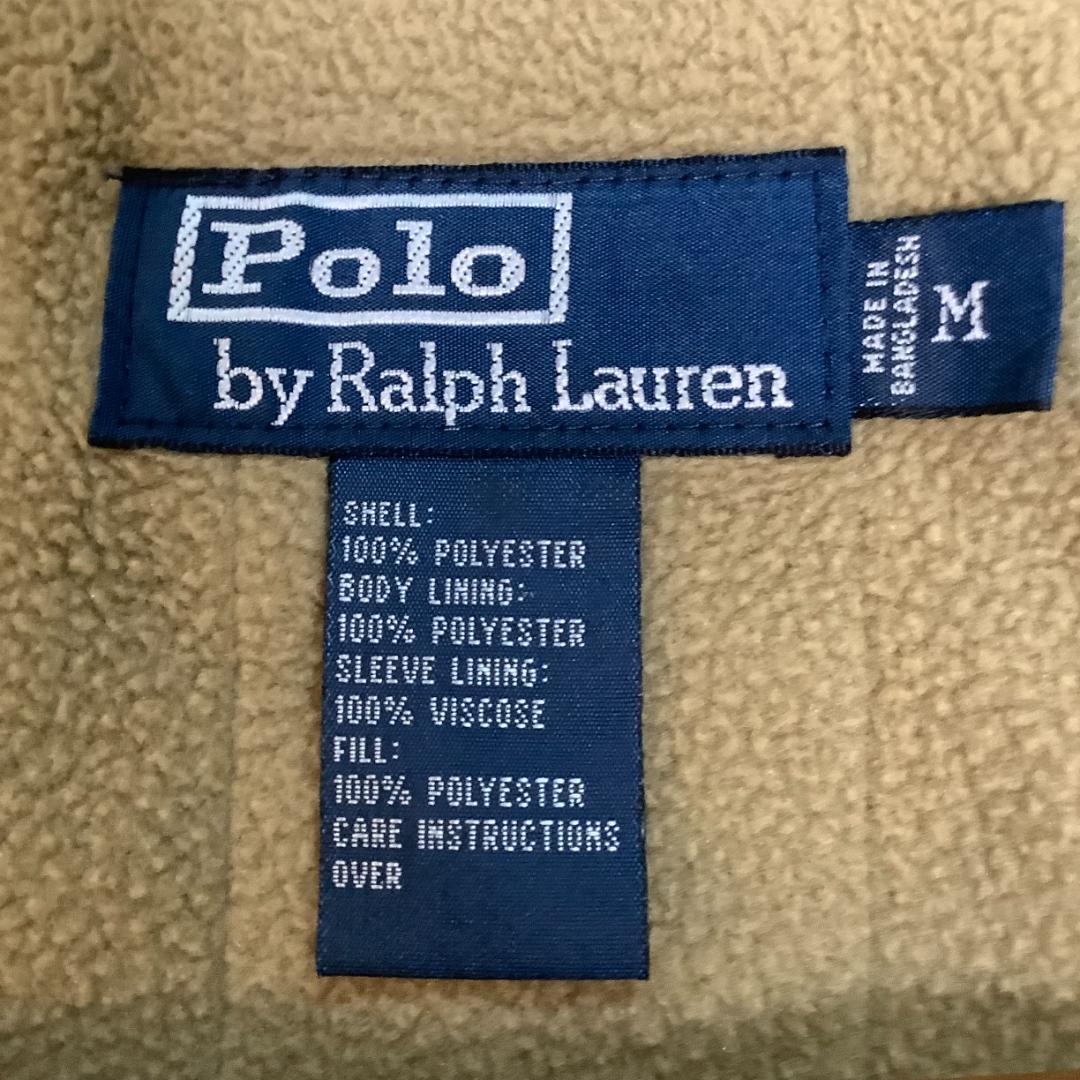 Polo
by Ralph Lauren
MADE IN
BANGLADESH
M
SHELL:
100% POLYESTER
BODY LINING:
100% POLYESTER
SLEEVE LINING:
100% VISCOSE
FILL:
100% POLYESTER
CARE INSTRUCTIONS
OVER